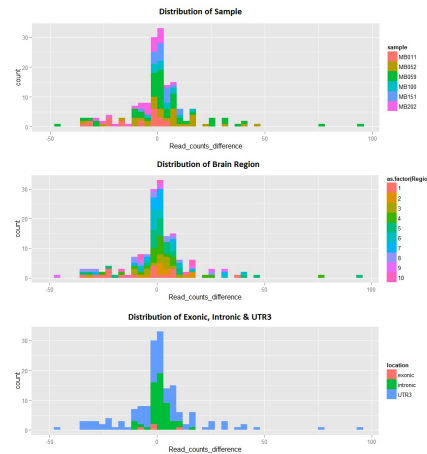 Distribution of Sample
count
30
20
10
0
-50
0
50
100
Read_counts_difference
sample
MB011
MB052
MB059
MB100
MB151
MB202
Distribution of Brain Region
count
30
20
10
0
-50
0
50
100
Read_counts_difference
as.factor(Regio
1
2
3
4
5
6
7
8
9
10
Distribution of Exonic, Intronic & UTR3
count
30
20
10
0
-50
0
50
100
Read_counts_difference
location
exonic
intronic
UTR3